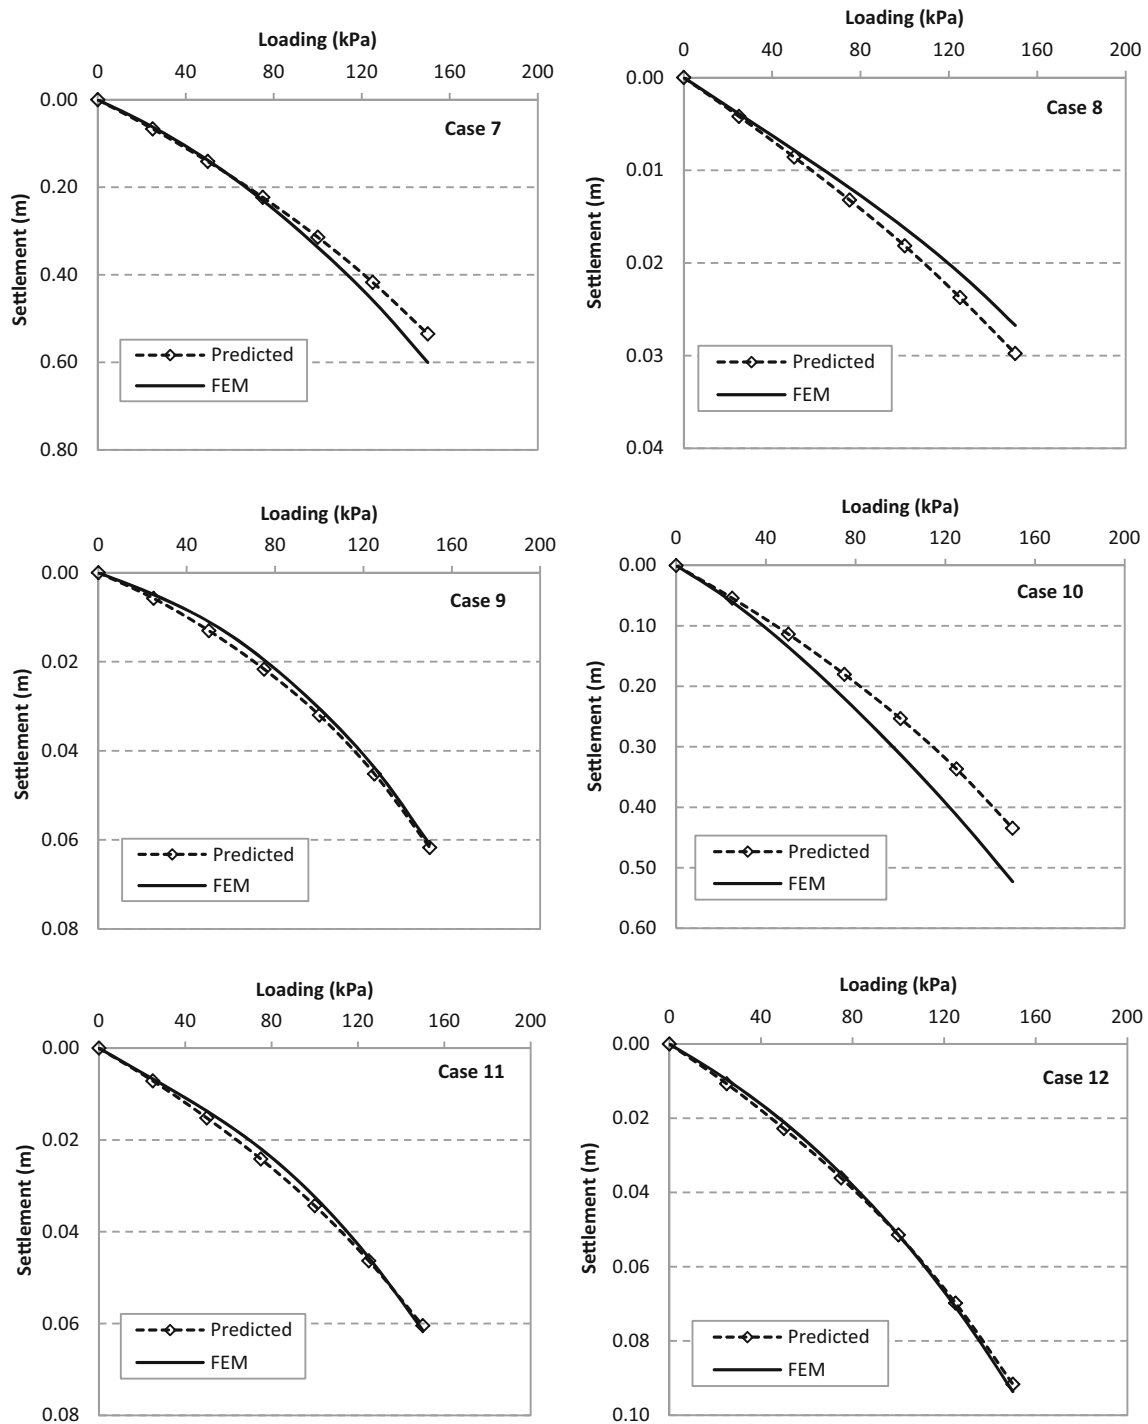 Loading (kPa)
0 40 80 120 160 200
0.00
0.20
0.40
0.60
0.80
Settlement (m)
Case 7
Predicted
FEM
Loading (kPa)
0 40 80 120 160 200
0.00
0.01
0.02
0.03
0.04
Settlement (m)
Case 8
Predicted
FEM
Loading (kPa)
0 40 80 120 160 200
0.00
0.02
0.04
0.06
0.08
Settlement (m)
Case 9
Predicted
FEM
Loading (kPa)
0 40 80 120 160 200
0.00
0.10
0.20
0.30
0.40
0.50
0.60
Settlement (m)
Case 10
Predicted
FEM
Loading (kPa)
0 40 80 120 160 200
0.00
0.02
0.04
0.06
0.08
Settlement (m)
Case 11
Predicted
FEM
Loading (kPa)
0 40 80 120 160 200
0.00
0.02
0.04
0.06
0.08
0.10
Settlement (m)
Case 12
Predicted
FEM